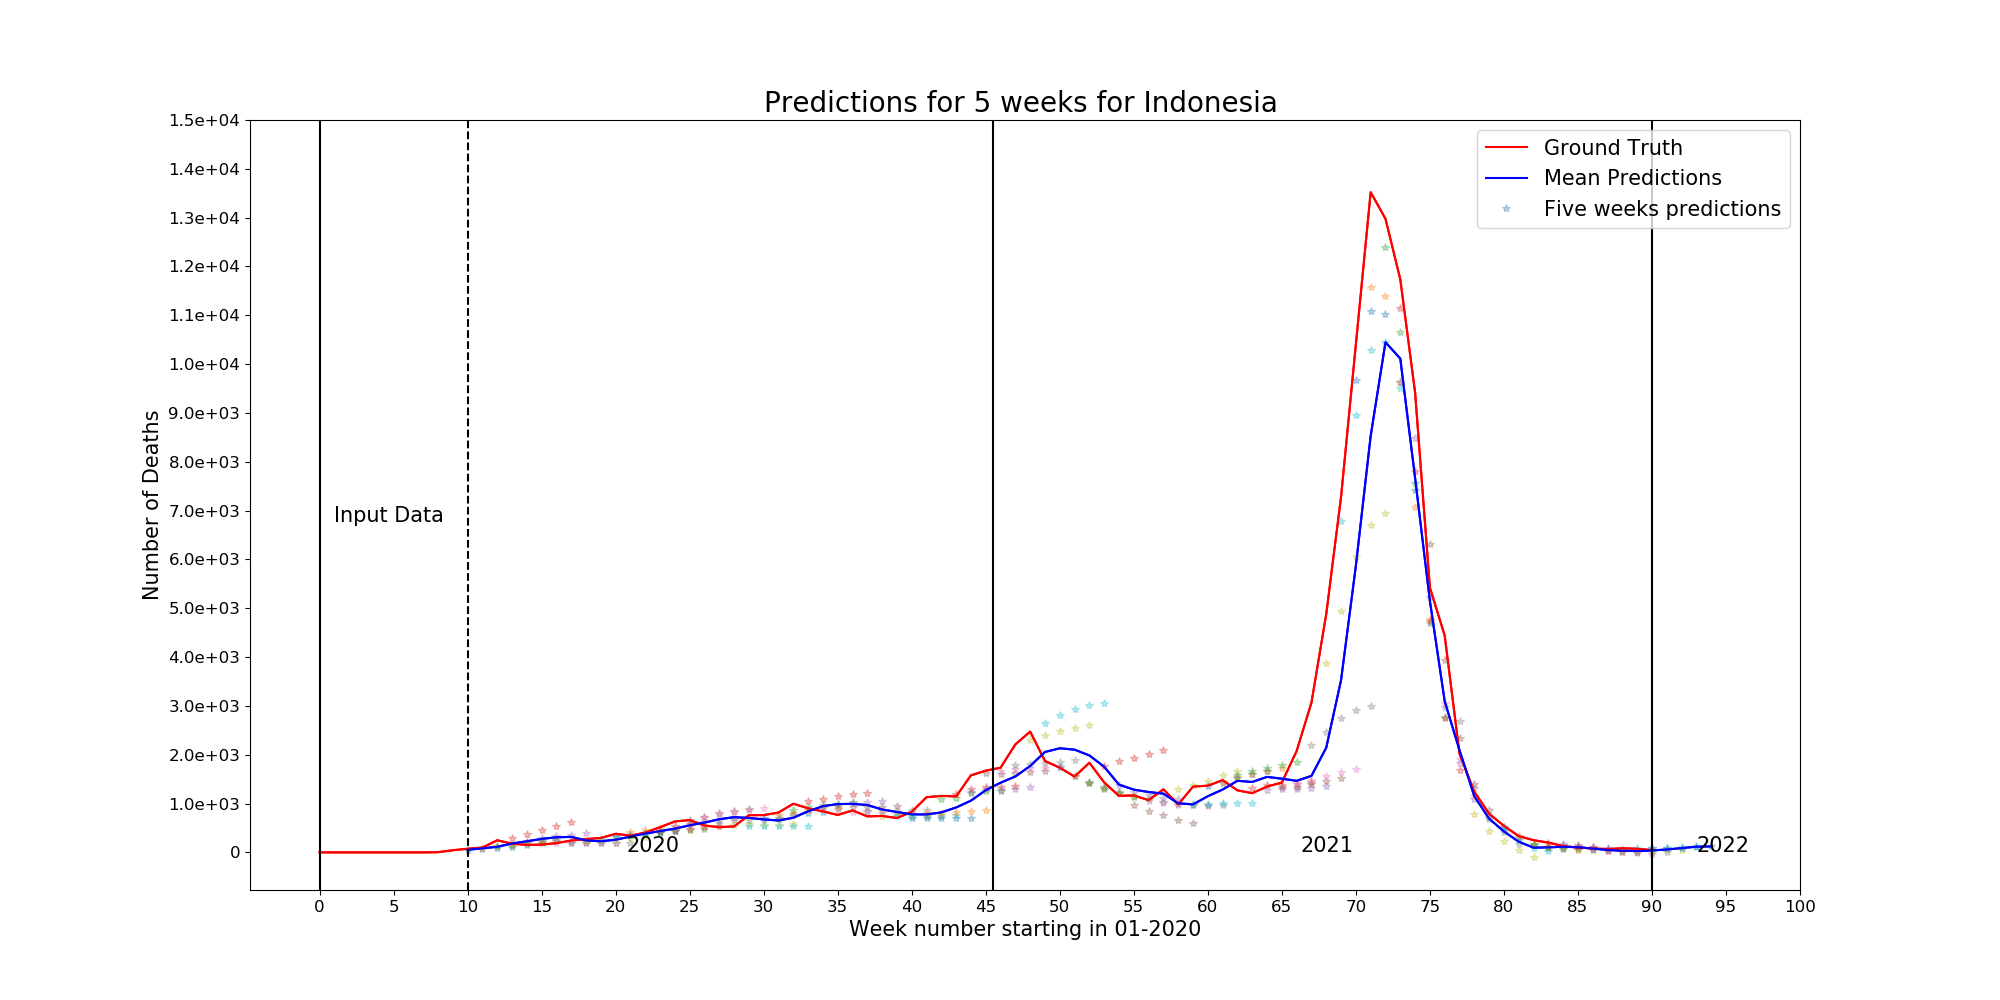 Predictions for 5 weeks for Indonesia
1.5e+04
1.4e+04
1.3e+04
1.2e+04
1.1e+04
1.0e+04
9.0e+03
8.0e+03
7.0e+03
6.0e+03
5.0e+03
4.0e+03
3.0e+03
2.0e+03
1.0e+03
0
Number of Deaths
Ground Truth
Mean Predictions
Five weeks predictions
Input Data
2020
2021
2022
0 5 10 15 20 25 30 35 40 45 50 55 60 65 70 75 80 85 90 95 100
Week number starting in 01-2020